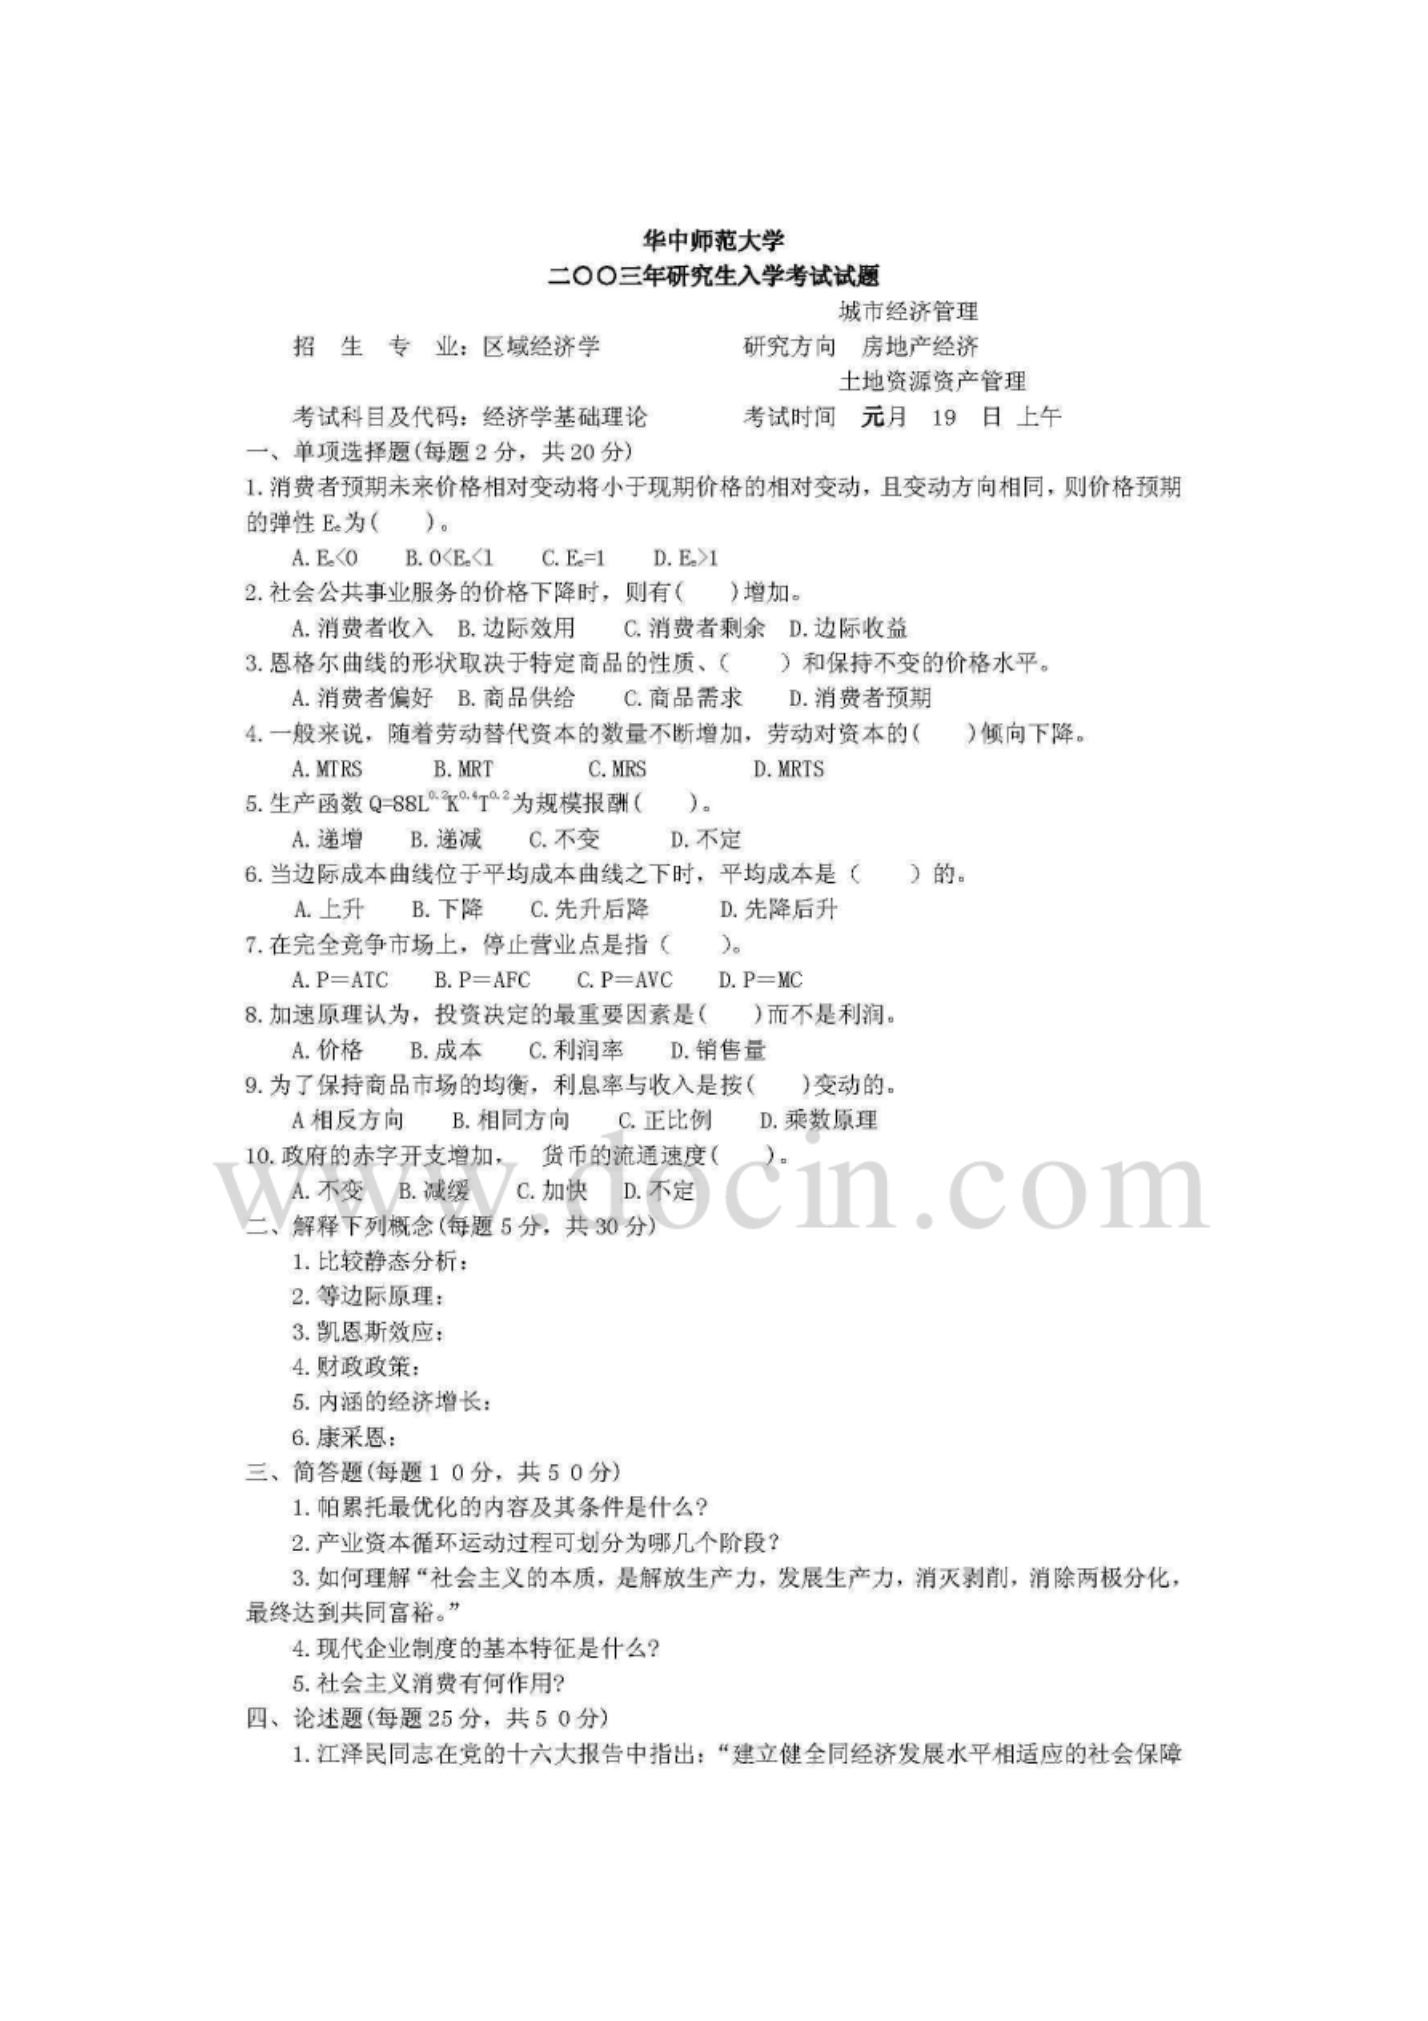 华中师范大学
二〇〇三年研究生入学考试试题
城市经济管理
招 生 专 业：区域经济学 研究方向 房地产经济
土地资源资产管理
考试科目及代码：经济学基础理论 考试时间 元月 19 日 上午
一、单项选择题(每题2分，共20分)
1.消费者预期未来价格相对变动将小于现期价格的相对变动，且变动方向相同，则价格预期
的弹性 Eₑ为( )。
A.Eₑ<0 B.0<Eₑ<1 C.Eₑ=1 D.Eₑ>1
2.社会公共事业服务的价格下降时，则有( )增加。
A.消费者收入 B.边际效用 C.消费者剩余 D.边际收益
3.恩格尔曲线的形状取决于特定商品的性质、( ) 和保持不变的价格水平。
A.消费者偏好 B.商品供给 C.商品需求 D.消费者预期
4.一般来说，随着劳动替代资本的数量不断增加，劳动对资本的( )倾向下降。
A.MTRS B.MRT C.MRS D.MRTS
5.生产函数 Q=88L^0.2K^0.4T^0.2为规模报酬( )。
A.递增 B.递减 C.不变 D.不定
6.当边际成本曲线位于平均成本曲线之下时，平均成本是( ) 的。
A.上升 B.下降 C.先升后降 D.先降后升
7.在完全竞争市场上，停止营业点是指( )。
A.P＝ATC B.P＝AFC C.P＝AVC D.P＝MC
8.加速原理认为，投资决定的最重要因素是( )而不是利润。
A.价格 B.成本 C.利润率 D.销售量
9.为了保持商品市场的均衡，利息率与收入是按( )变动的。
A 相反方向 B.相同方向 C.正比例 D.乘数原理
10.政府的赤字开支增加， 货币的流通速度( )。
A.不变 B.减缓 C.加快 D.不定
www.docin.com
二、解释下列概念(每题5分，共30分)
1.比较静态分析：
2.等边际原理：
3.凯恩斯效应：
4.财政政策：
5.内涵的经济增长：
6.康采恩：
三、简答题(每题10分，共50分)
1.帕累托最优化的内容及其条件是什么?
2.产业资本循环运动过程可划分为哪几个阶段?
3.如何理解“社会主义的本质，是解放生产力，发展生产力，消灭剥削，消除两极分化，
最终达到共同富裕。”
4.现代企业制度的基本特征是什么?
5.社会主义消费有何作用?
四、论述题(每题25分，共50分)
1.江泽民同志在党的十六大报告中指出：“建立健全同经济发展水平相适应的社会保障